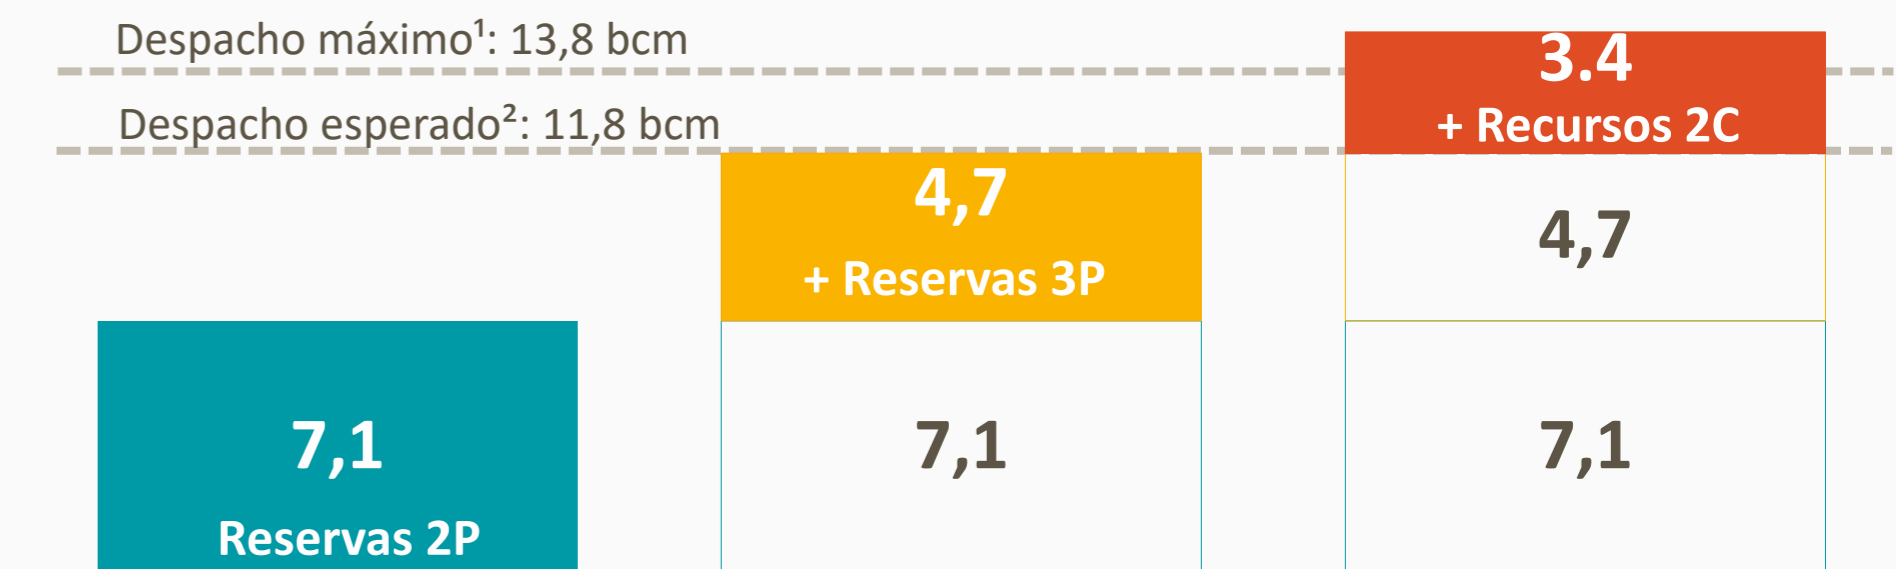 Despacho máximo¹: 13,8 bcm
Despacho esperado²: 11,8 bcm
3.4
+ Recursos 2C
4,7
+ Reservas 3P
4,7
7,1
Reservas 2P
7,1
7,1